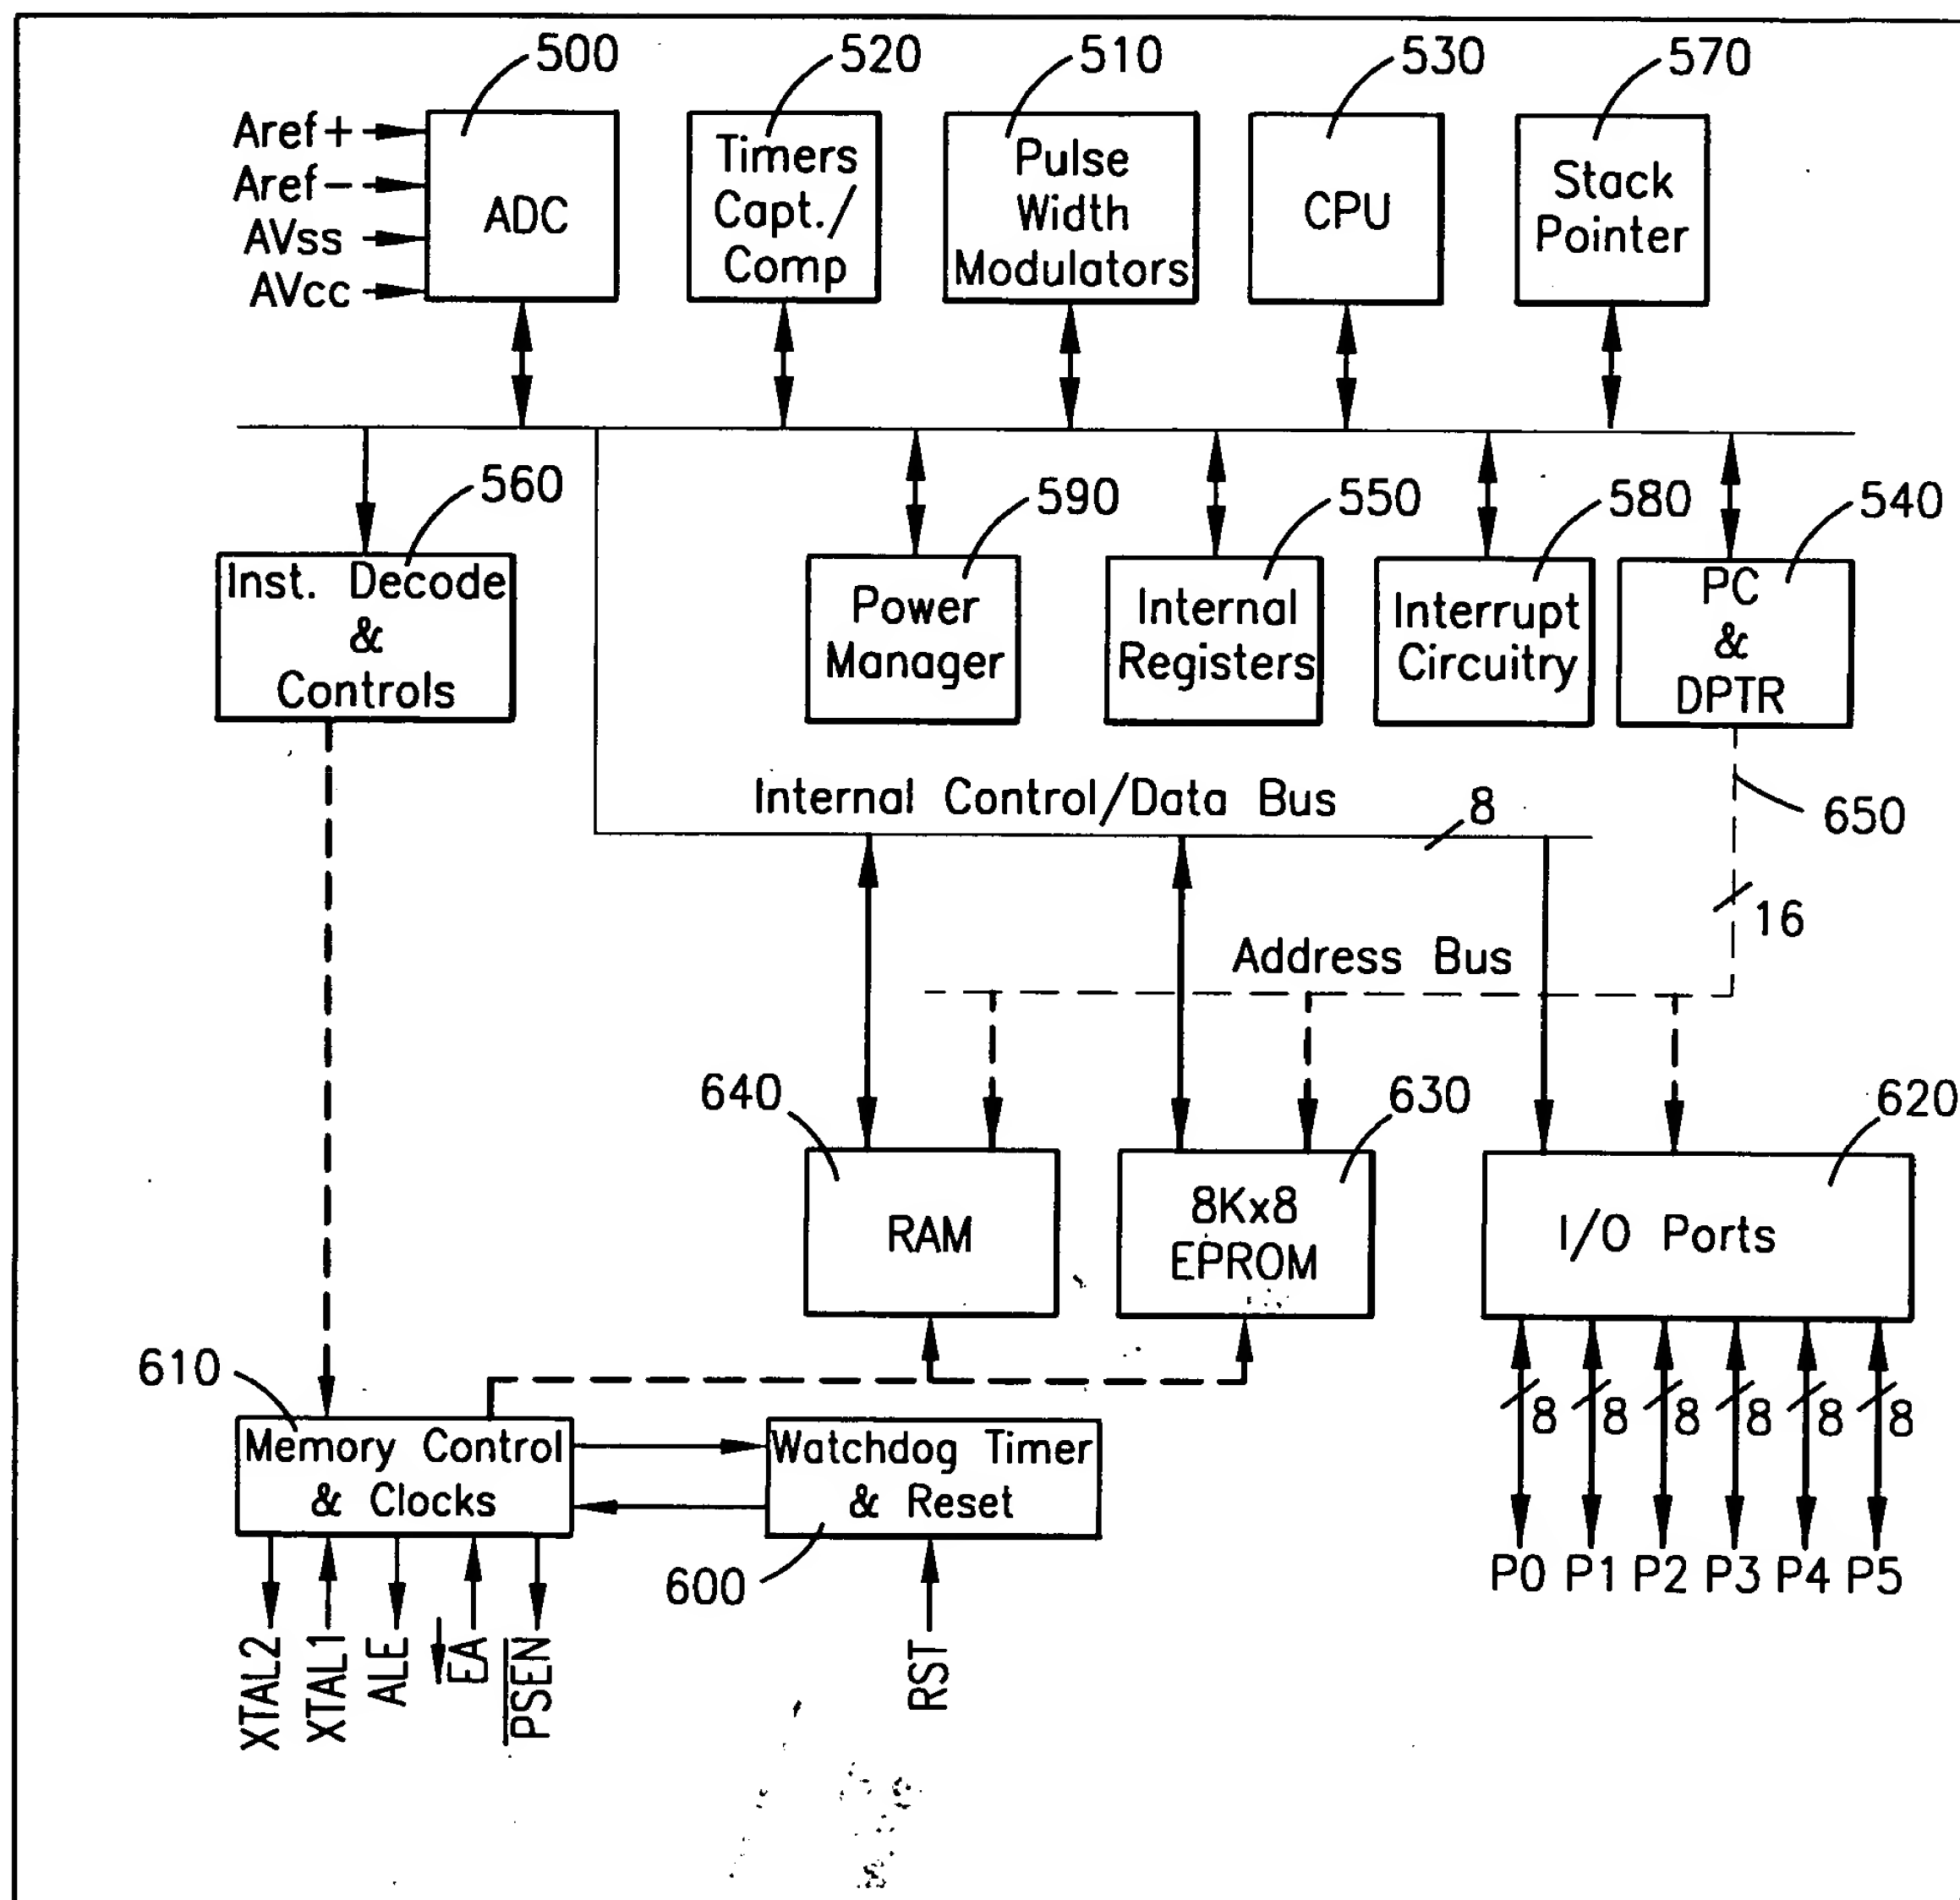 500
520
510
530
570
Aref+
Aref-
AVss
AVcc
ADC
Timers
Capt./
Comp
Pulse
Width
Modulators
CPU
Stack
Pointer
560
590
550
580
540
Inst. Decode
&
Controls
Power
Manager
Internal
Registers
Interrupt
Circuitry
PC
&
DPTR
Internal Control/Data Bus
8
650
16
Address Bus
640
630
620
RAM
8Kx8
EPROM
I/O Ports
610
Memory Control
& Clocks
Watchdog Timer
& Reset
600
8
8
8
8
8
8
P0
P1
P2
P3
P4
P5
XTAL2
XTAL1
ALE
EA
PSEN
RST